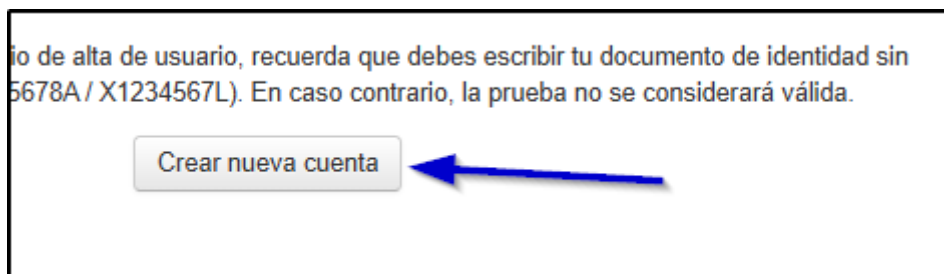 io de alta de usuario, recuerda que debes escribir tu documento de identidad sin
5678A / X1234567L). En caso contrario, la prueba no se considerará válida.
Crear nueva cuenta